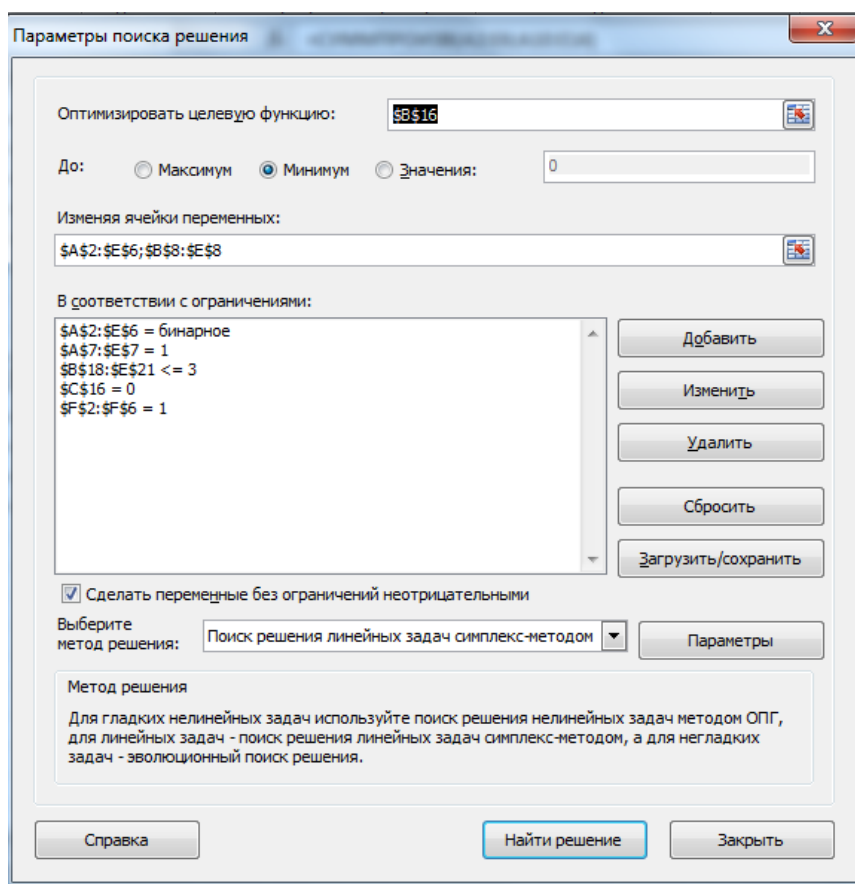 Параметры поиска решения
Оптимизировать целевую функцию:
$B$16
До:
Максимум
Минимум
Значения:
0
Изменяя ячейки переменных:
$A$2:$E$6;$B$8:$E$8
В соответствии с ограничениями:
$A$2:$E$6 = бинарное
$A$7:$E$7 = 1
$B$18:$E$21 <= 3
$C$16 = 0
$F$2:$F$6 = 1
Добавить
Изменить
Удалить
Сбросить
Загрузить/сохранить
Сделать переменные без ограничений неотрицательными
Выберите
метод решения:
Поиск решения линейных задач симплекс-методом
Параметры
Метод решения
Для гладких нелинейных задач используйте поиск решения нелинейных задач методом ОПГ,
для линейных задач - поиск решения линейных задач симплекс-методом, а для негладких
задач - эволюционный поиск решения.
Справка
Найти решение
Закрыть